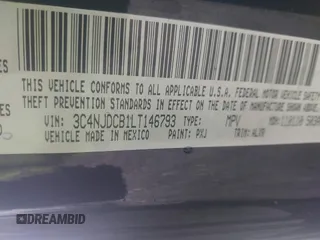 THIS VEHICLE CONFORMS TO ALL APPLICABLE U.S.A. FEDERAL MOTOR VEHICLE SAFETY
THEFT PREVENTION STANDARDS IN EFFECT ON THE DATE OF MANUFACTURE SHOWN ABOVE.
VIN: 3C4NJDCB1LT146793 TYPE: MPV
VEHICLE MADE IN MEXICO PAINT: PXJ TRIM: